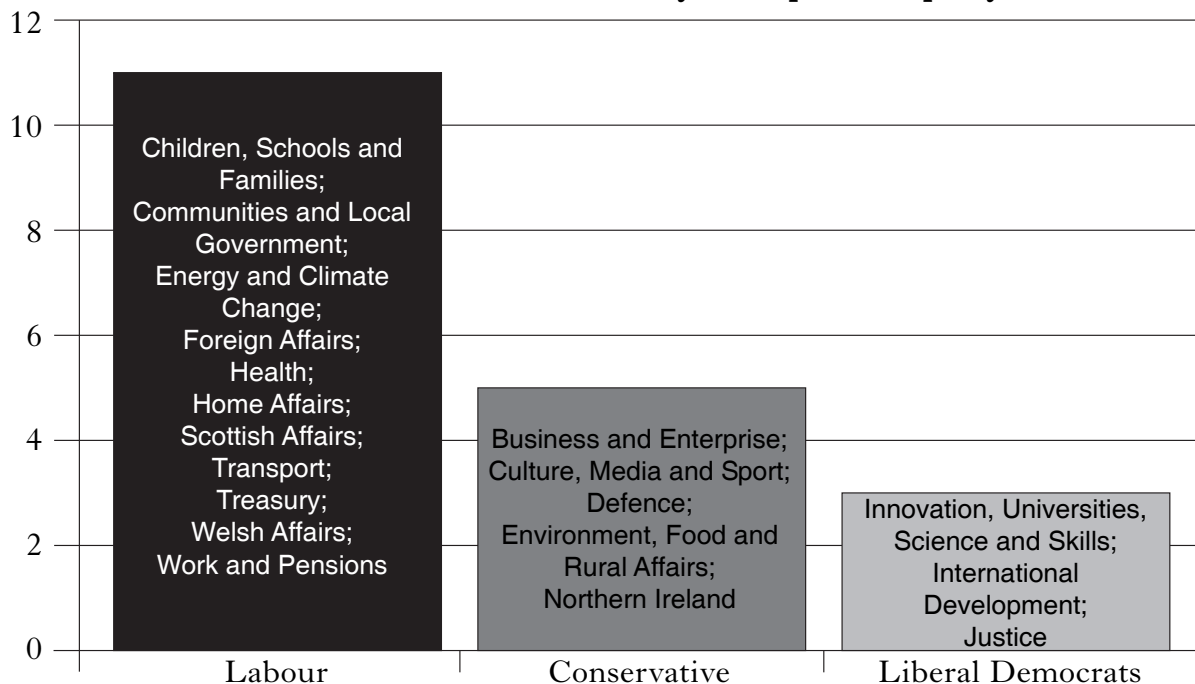 12
10
8
6
4
2
0
Children, Schools and
Families;
Communities and Local
Government;
Energy and Climate
Change;
Foreign Affairs;
Health;
Home Affairs;
Scottish Affairs;
Transport;
Treasury;
Welsh Affairs;
Work and Pensions
Business and Enterprise;
Culture, Media and Sport;
Defence;
Environment, Food and
Rural Affairs;
Northern Ireland
Innovation, Universities,
Science and Skills;
International
Development;
Justice
Labour
Conservative
Liberal Democrats